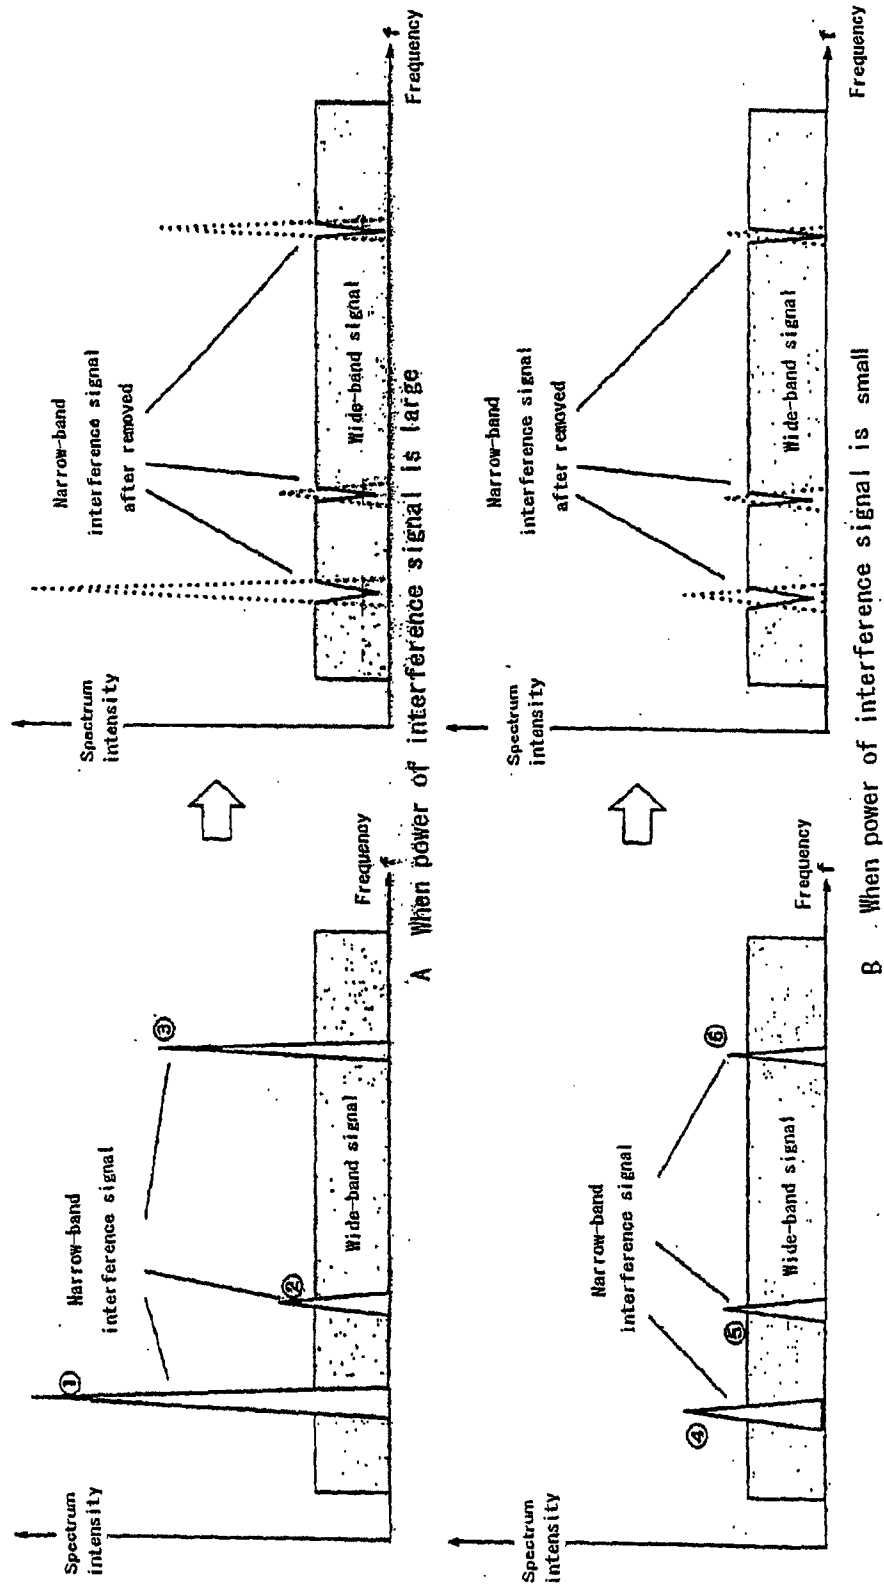 Spectrum
intensity
Narrow-band
interference signal
①
②
③
Wide-band signal
Frequency
f
Spectrum
intensity
Narrow-band
interference signal
after removed
Wide-band signal
Frequency
f
A When power of interference signal is large
Spectrum
intensity
Narrow-band
interference signal
④
⑤
⑥
Wide-band signal
Frequency
f
Spectrum
intensity
Narrow-band
interference signal
after removed
Wide-band signal
Frequency
f
B When power of interference signal is small